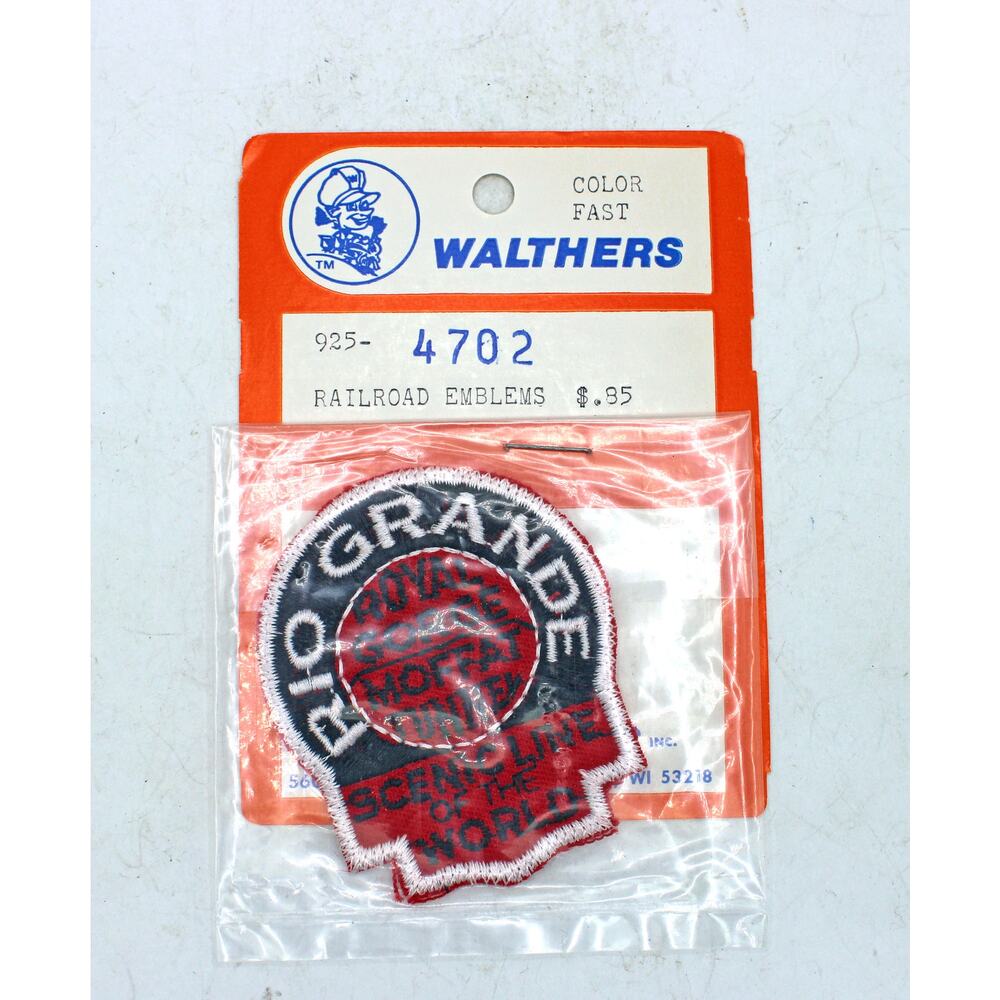 COLOR
FAST
TM
WALTHERS
925- 4702
RAILROAD EMBLEMS $.85
RIO GRANDE
ROYAL
GORGE
MOFFAT
TUNNEL
SCENIC LINE
OF THE
WORLD
INC.
WI 53218